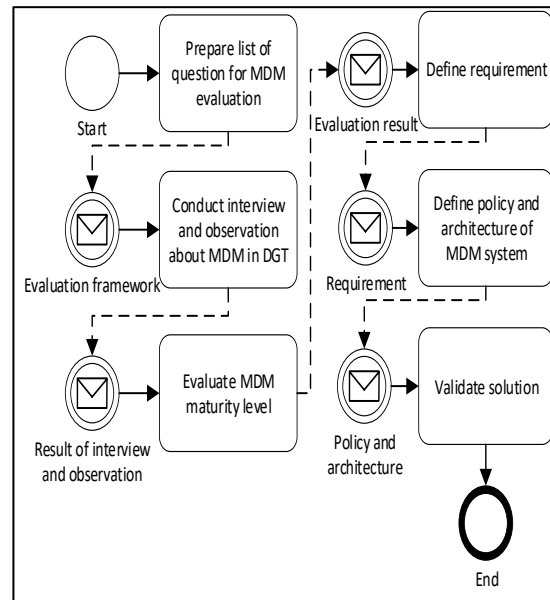 Prepare list of
question for MDM
evaluation
Start
Conduct interview
and observation
about MDM in DGT
Evaluation framework
Evaluate MDM
maturity level
Result of interview
and observation
Define requirement
Evaluation result
Define policy and
architecture of
MDM system
Requirement
Validate solution
Policy and
architecture
End